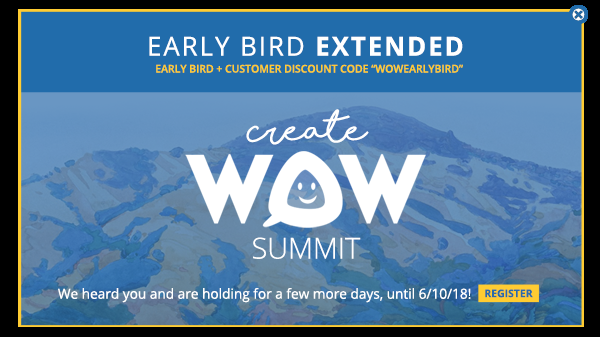 EARLY BIRD EXTENDED
EARLY BIRD + CUSTOMER DISCOUNT CODE “WOWEARLYBIRD”
create
WOW
SUMMIT
We heard you and are holding for a few more days, until 6/10/18! REGISTER